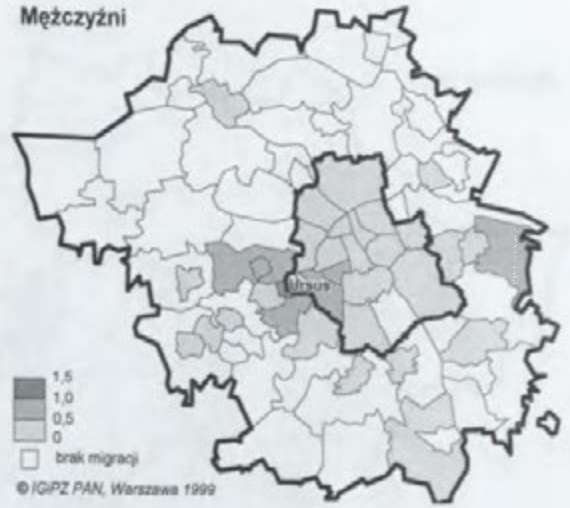 Mężczyźni
Ursus
1,5
1,0
0,5
0
brak migracji
© IGiPZ PAN, Warszawa 1999